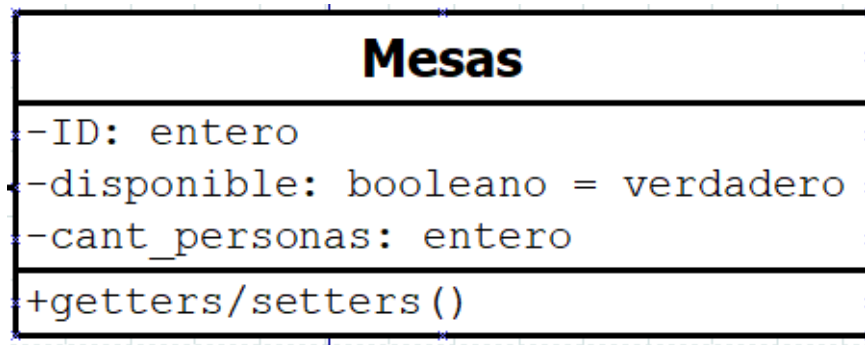 Mesas
-ID: entero
-disponible: booleano = verdadero
-cant_personas: entero
+getters/setters()